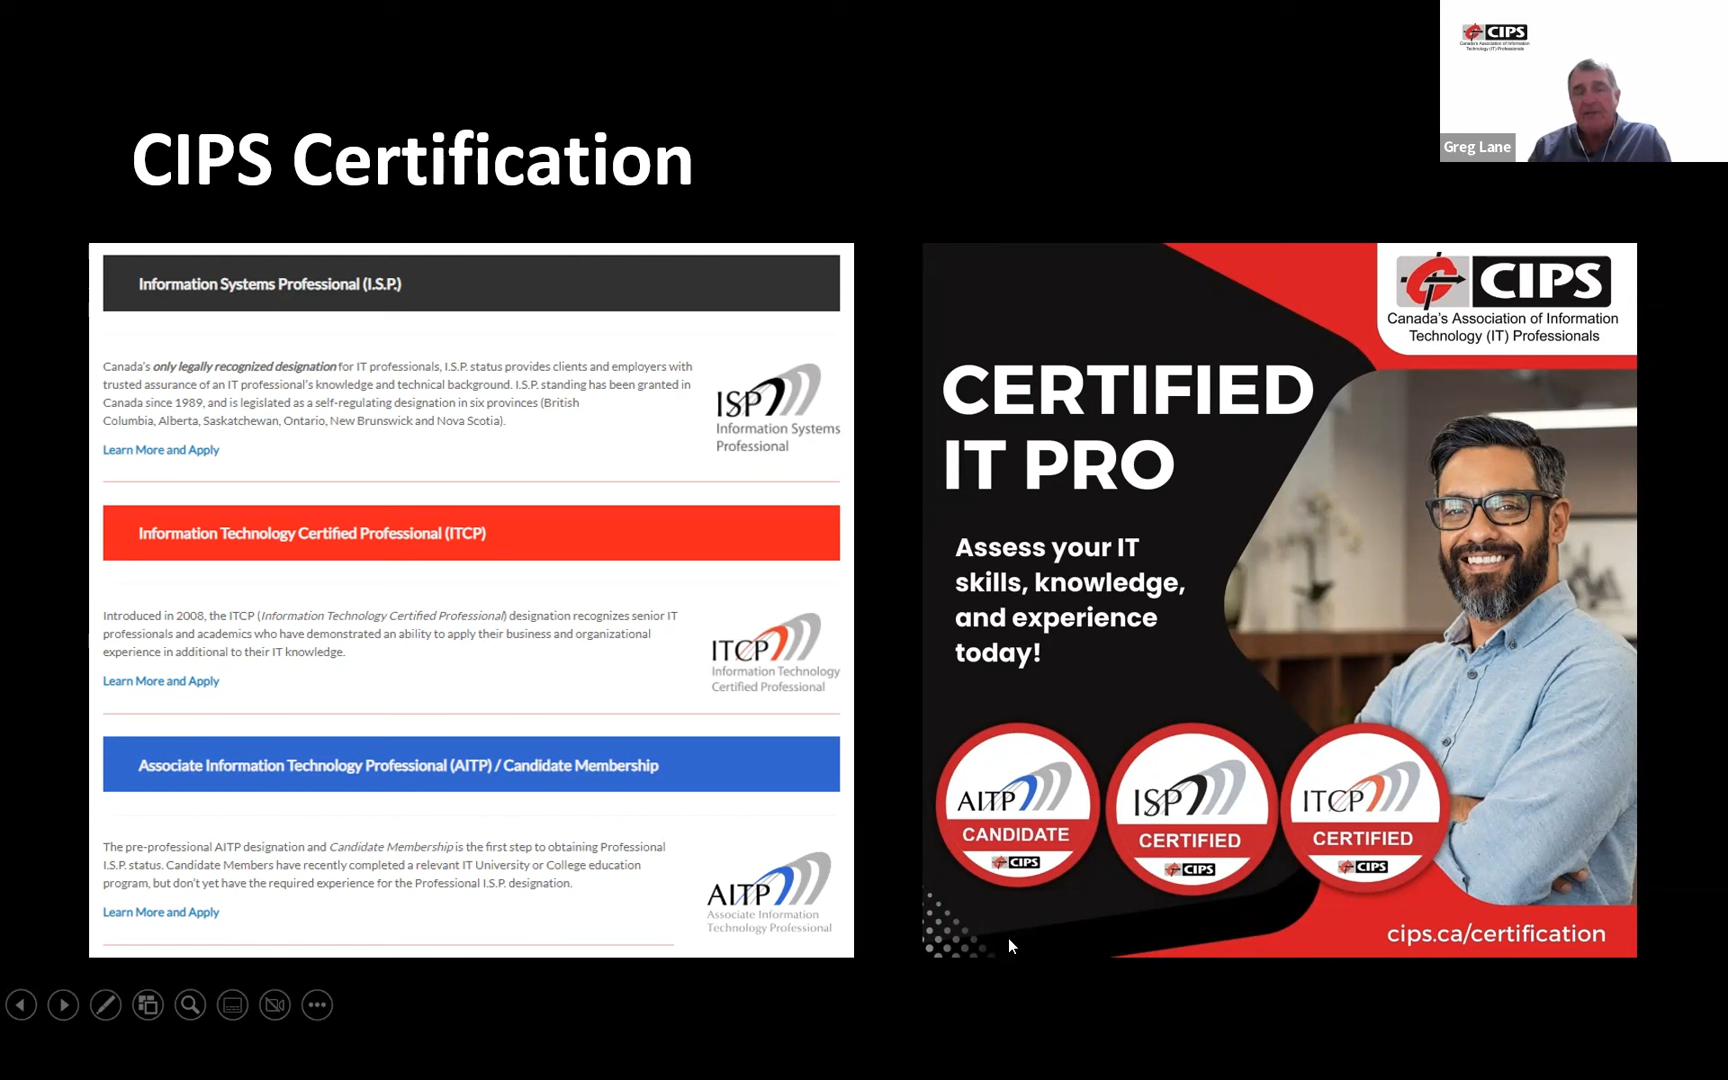 CIPS
Canada's Association of Information
Technology (IT) Professionals
Greg Lane
CIPS Certification
Information Systems Professional (I.S.P.)
Canada's only legally recognized designation for IT professionals, I.S.P. status provides clients and employers with
trusted assurance of an IT professional's knowledge and technical background. I.S.P. standing has been granted in
Canada since 1989, and is legislated as a self-regulating designation in six provinces (British
Columbia, Alberta, Saskatchewan, Ontario, New Brunswick and Nova Scotia).
Learn More and Apply
ISP
Information Systems
Professional
Information Technology Certified Professional (ITCP)
Introduced in 2008, the ITCP (Information Technology Certified Professional) designation recognizes senior IT
professionals and academics who have demonstrated an ability to apply their business and organizational
experience in additional to their IT knowledge.
Learn More and Apply
ITCP
Information Technology
Certified Professional
Associate Information Technology Professional (AITP) / Candidate Membership
The pre-professional AITP designation and Candidate Membership is the first step to obtaining Professional
I.S.P. status. Candidate Members have recently completed a relevant IT University or College education
program, but don't yet have the required experience for the Professional I.S.P. designation.
Learn More and Apply
AITP
Associate Information
Technology Professional
CIPS
Canada's Association of Information
Technology (IT) Professionals
CERTIFIED
IT PRO
Assess your IT
skills, knowledge,
and experience
today!
AITP
CANDIDATE
CIPS
ISP
CERTIFIED
CIPS
ITCP
CERTIFIED
CIPS
cips.ca/certification